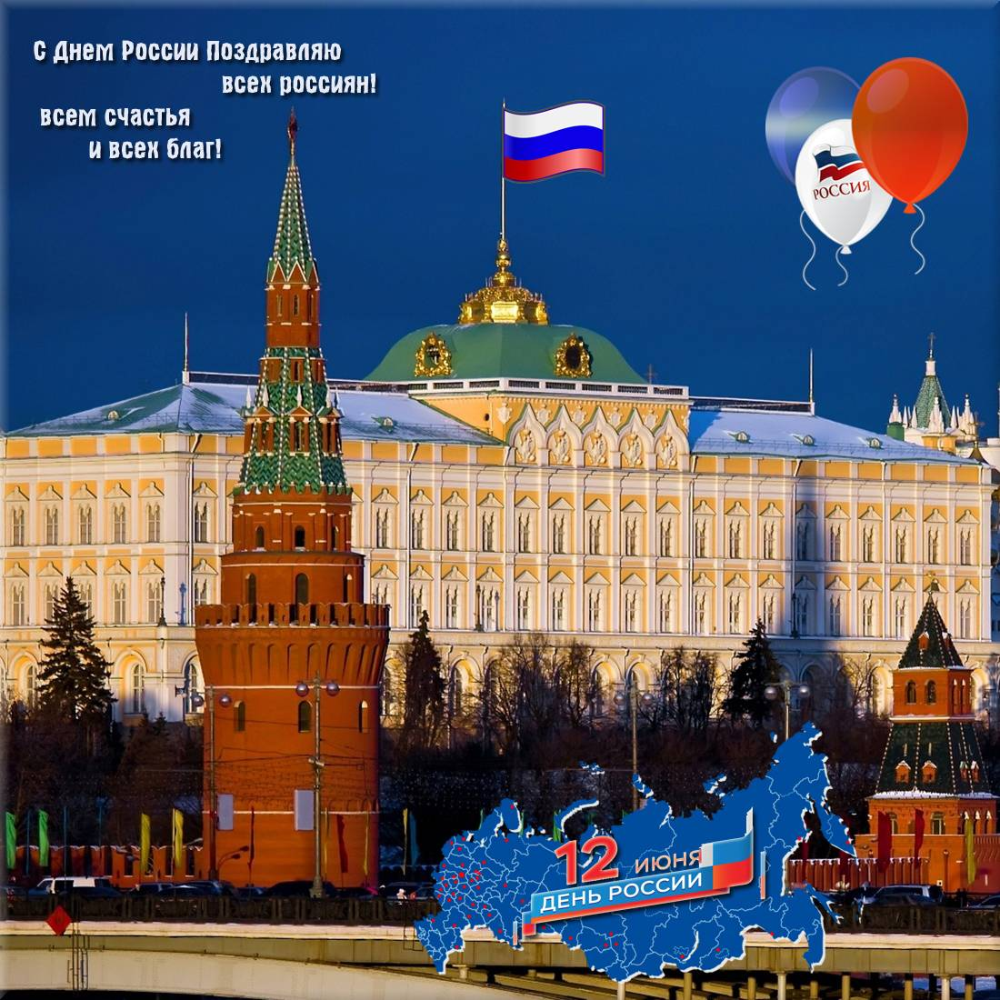 С Днем России Поздравляю
всех россиян!
всем счастья
и всех благ!
РОССИЯ
12 ИЮНЯ
ДЕНЬ РОССИИ